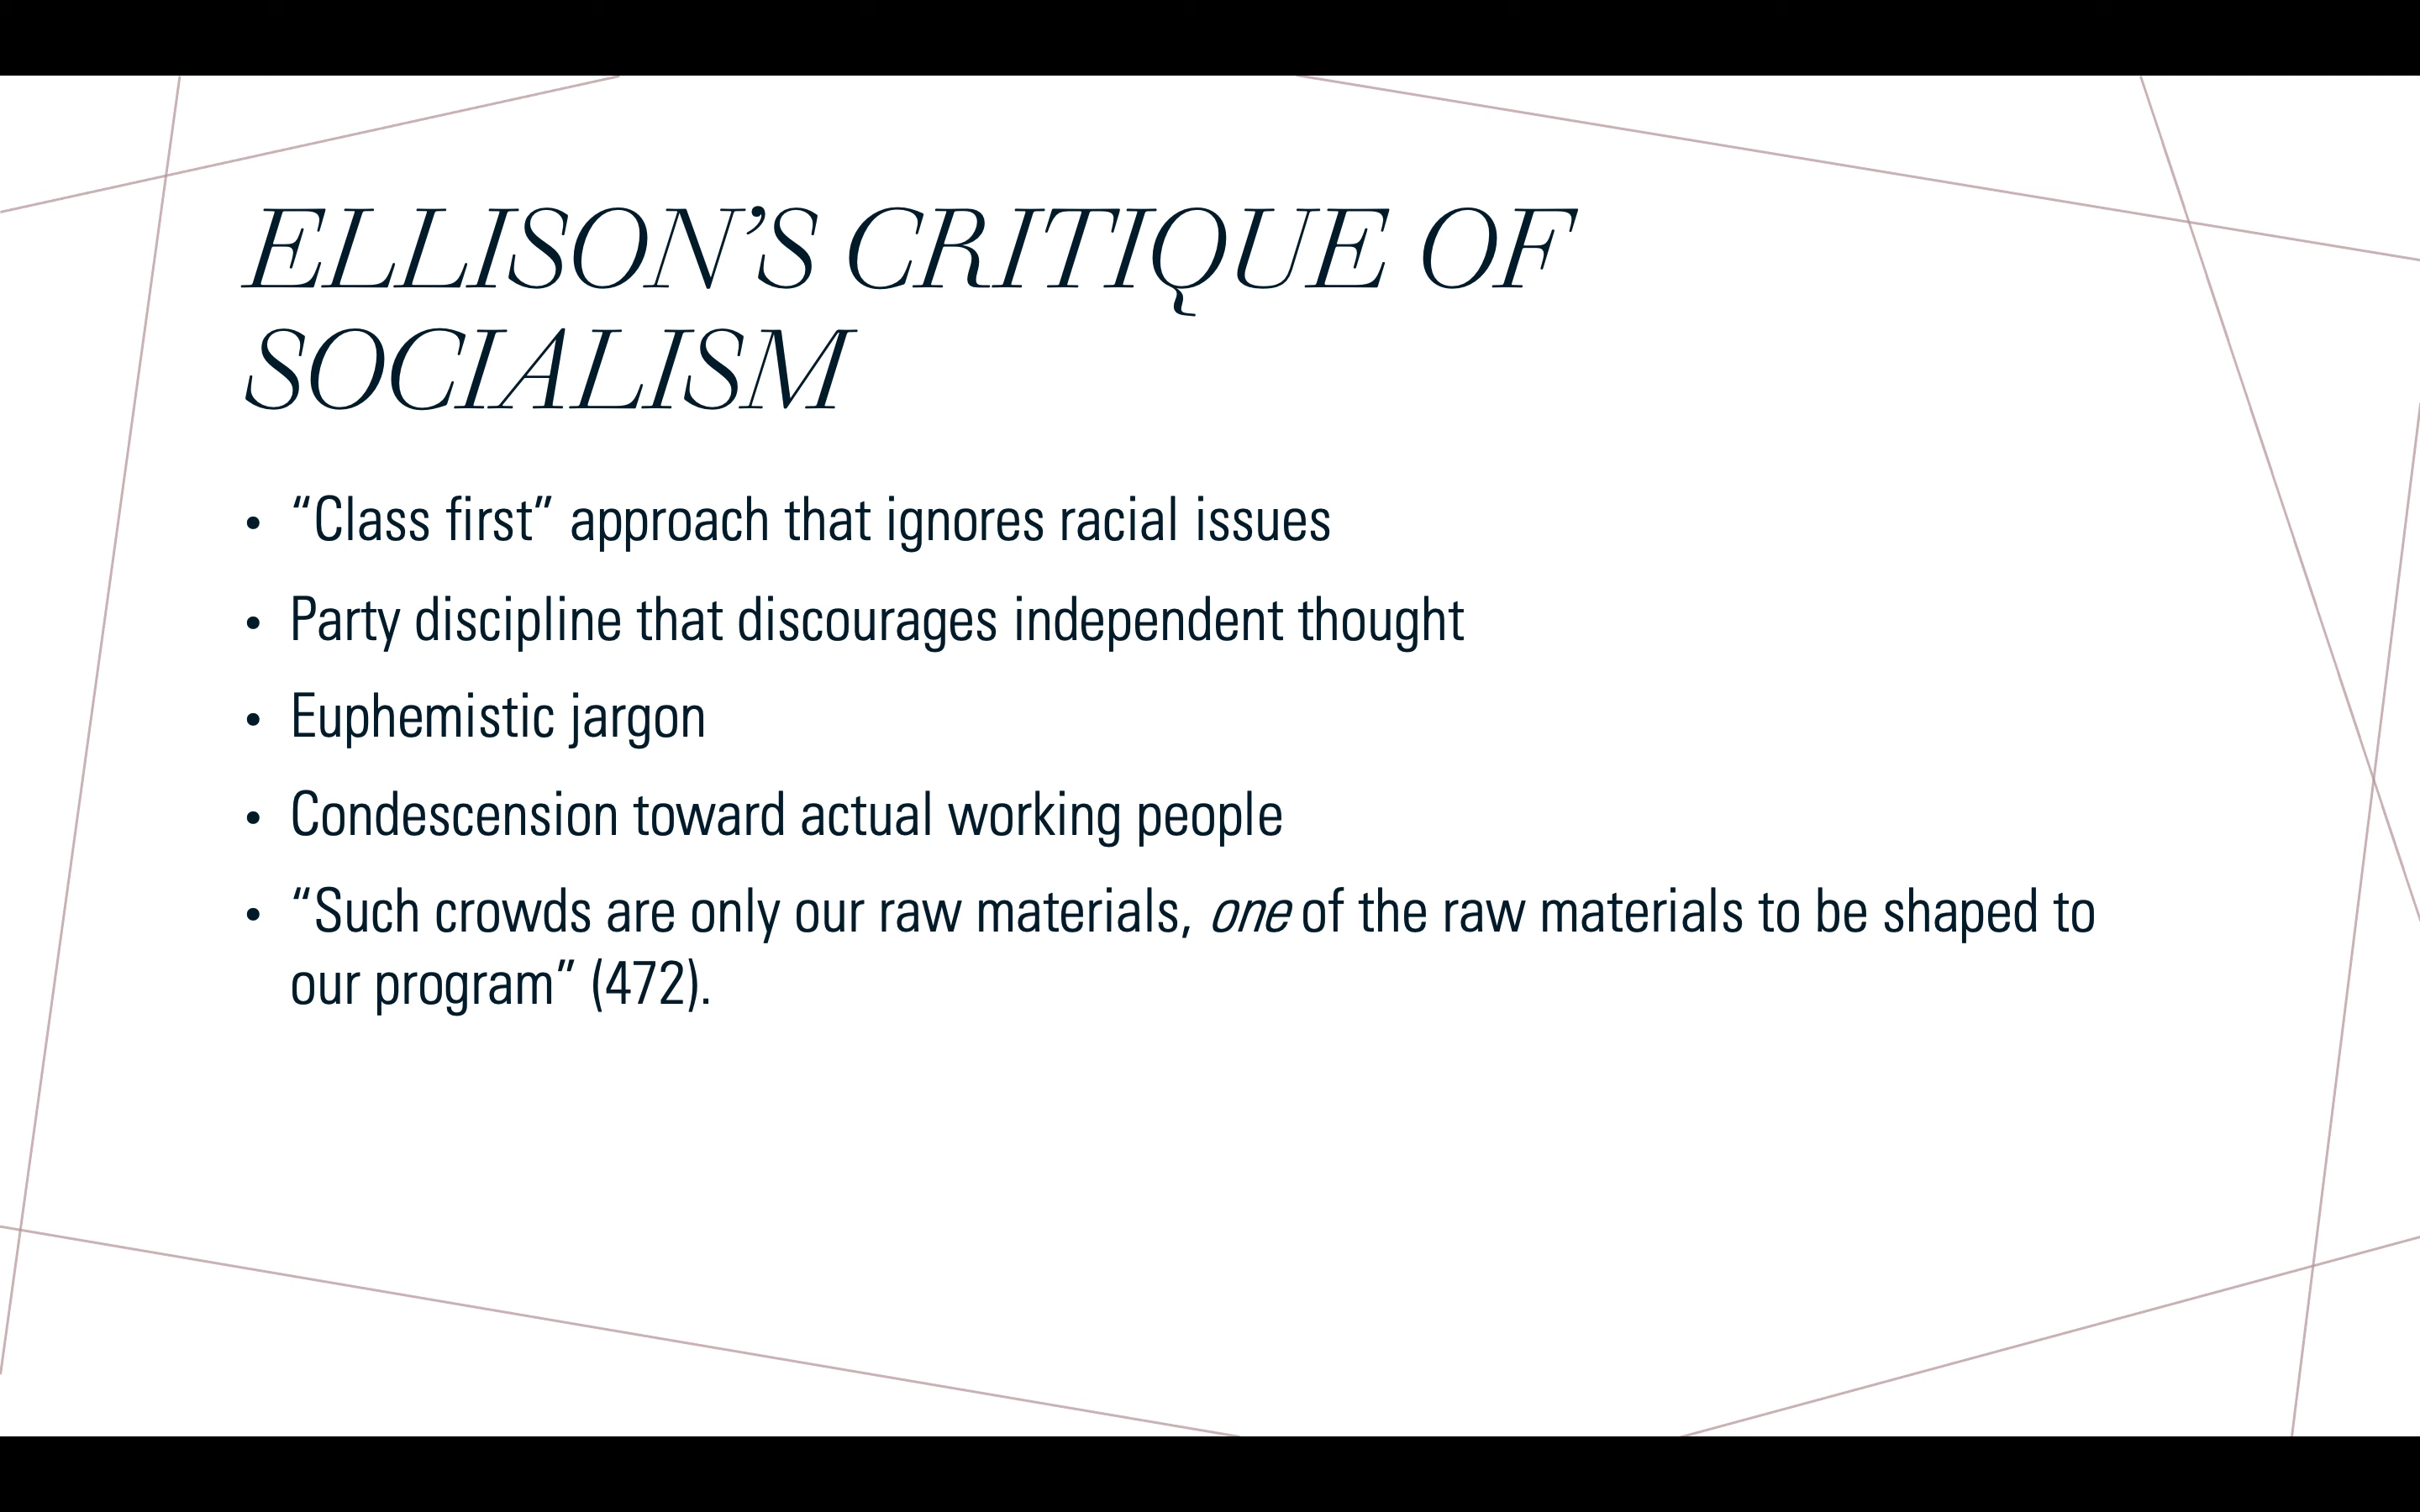 ELLISON’S CRITIQUE OF
SOCIALISM
• “Class first” approach that ignores racial issues
• Party discipline that discourages independent thought
• Euphemistic jargon
• Condescension toward actual working people
• “Such crowds are only our raw materials, one of the raw materials to be shaped to
our program” (472).